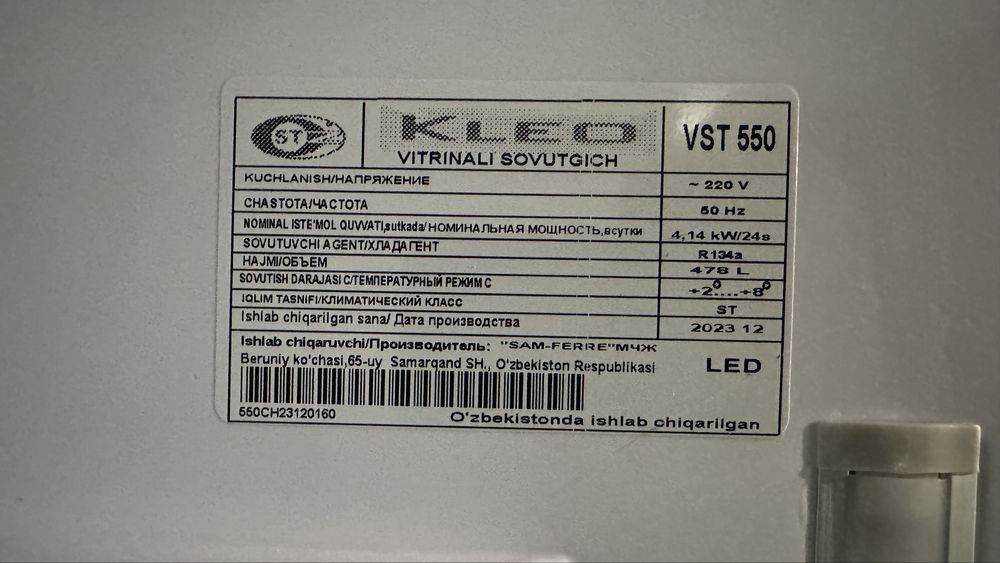 ST
KLEO
VITRINALI SOVUTGICH
VST 550
KUCHLANISH/НАПРЯЖЕНИЕ ~ 220 V
CHASTOTA/ЧАСТОТА 50 Hz
NOMINAL ISTE'MOL QUVVATI,sutkada/НОМИНАЛЬНАЯ МОЩНОСТЬ,всутки 4,14 kW/24s
SOVUTUVCHI AGENT/ХЛАДАГЕНТ R134a
HAJMI/ОБЪЕМ 478 L
SOVUTISH DARAJASI C/ТЕМПЕРАТУРНЫЙ РЕЖИМ С +2°....+8°
IQLIM TASNIFI/КЛИМАТИЧЕСКИЙ КЛАСС ST
Ishlab chiqarilgan sana/ Дата производства 2023 12
Ishlab chiqaruvchi/Производитель: "SAM-FERRE"МЧЖ
Beruniy ko'chasi,65-uy Samarqand SH., O'zbekiston Respublikasi
LED
550CH23120160
O'zbekistonda ishlab chiqarilgan